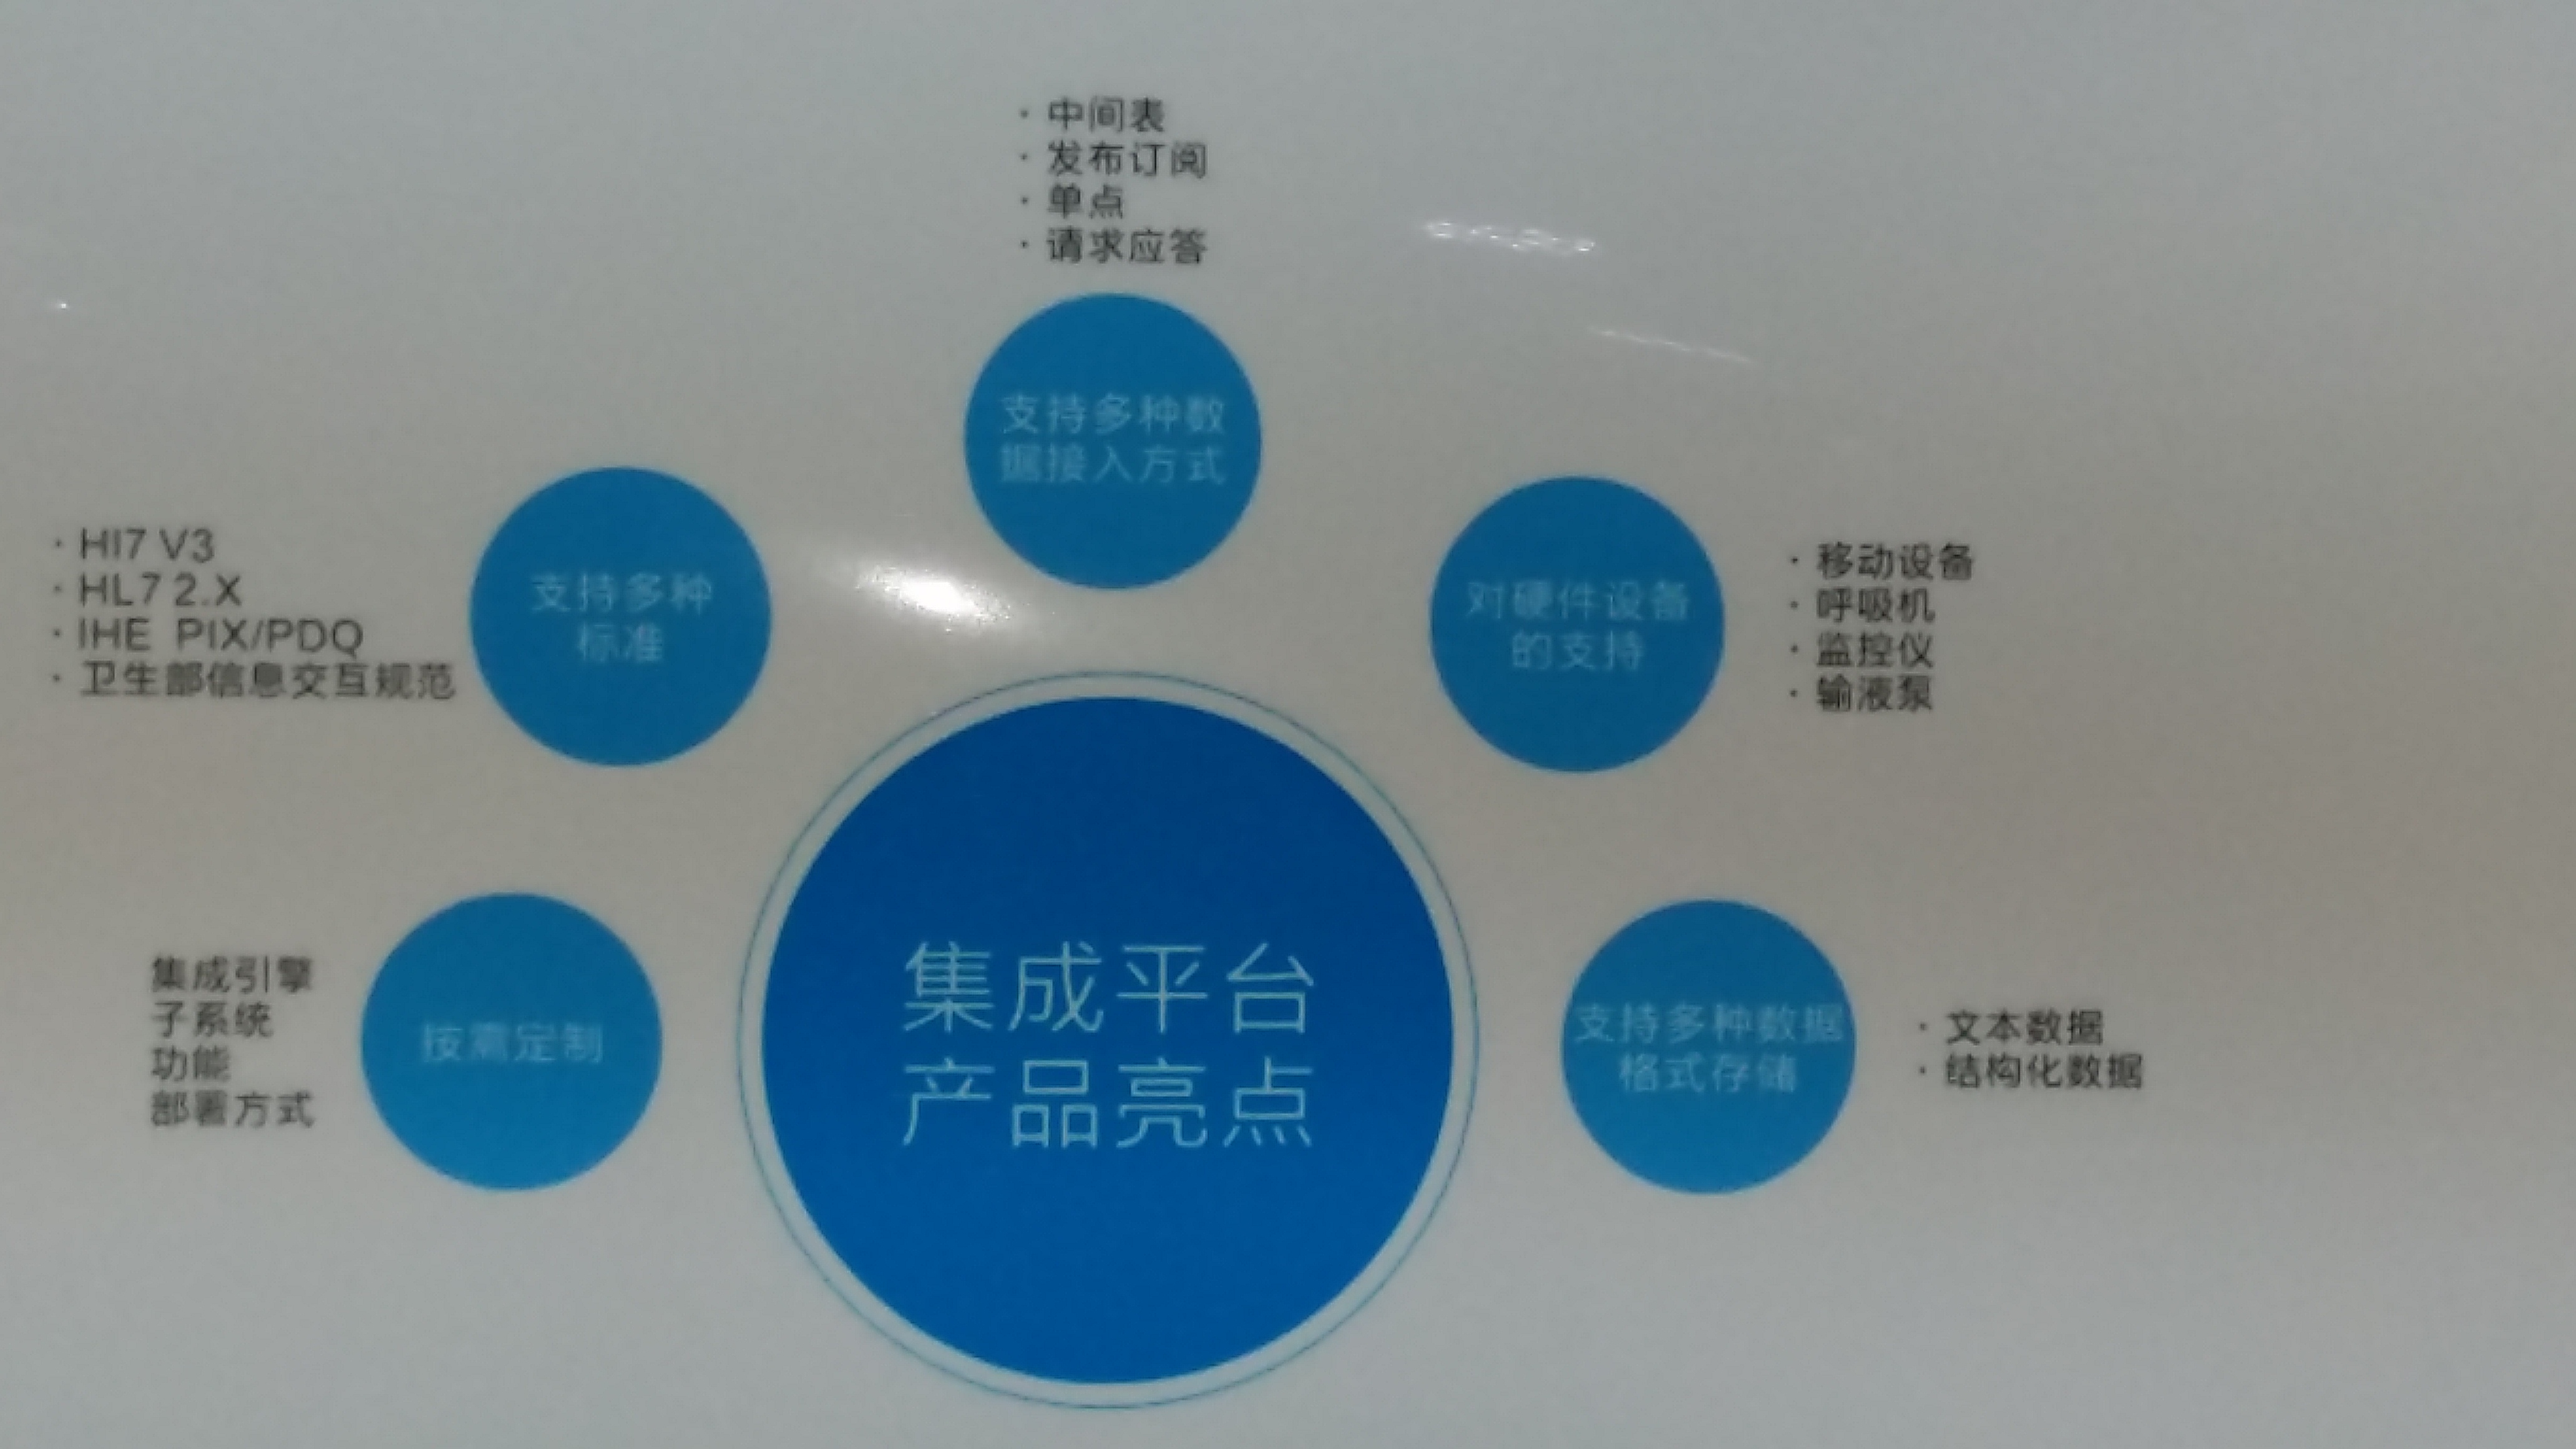 · 中间表
· 发布订阅
· 单点
· 请求应答
支持多种数
据接入方式
· HI7 V3
· HL7 2.X
· IHE PIX/PDQ
· 卫生部信息交互规范
支持多种
标准
对硬件设备
的支持
· 移动设备
· 呼吸机
· 监控仪
· 输液泵
集成引擎
子系统
功能
部署方式
按需定制
集成平台
产品亮点
支持多种数据
格式存储
· 文本数据
· 结构化数据